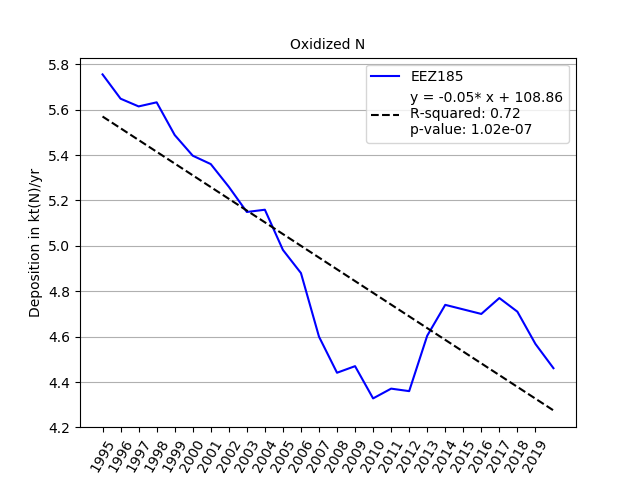 Oxidized N
EEZ185
y = -0.05* x + 108.86
R-squared: 0.72
p-value: 1.02e-07
Deposition in kt(N)/yr
5.8
5.6
5.4
5.2
5.0
4.8
4.6
4.4
4.2
1995 1996 1997 1998 1999 2000 2001 2002 2003 2004 2005 2006 2007 2008 2009 2010 2011 2012 2013 2014 2015 2016 2017 2018 2019